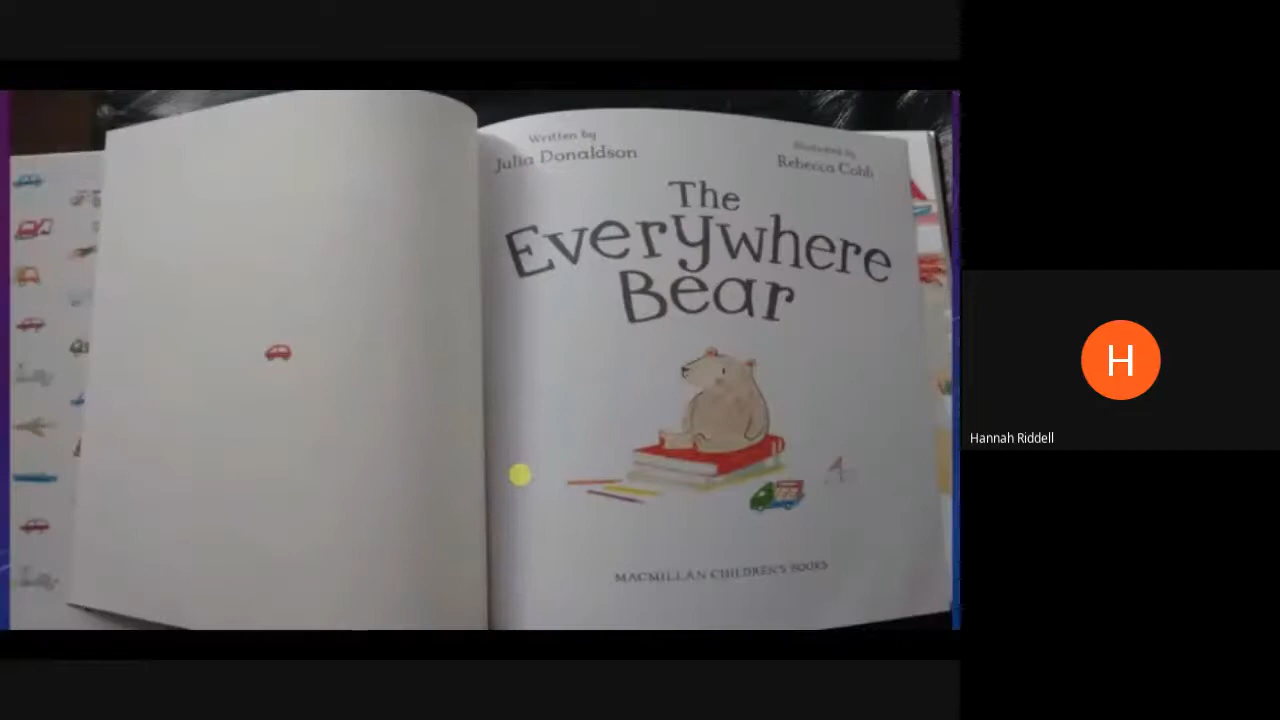 Written by
Julia Donaldson
Illustrated by
Rebecca Cobb
The
Everywhere
Bear
MACMILLAN CHILDREN'S BOOKS
H
Hannah Riddell